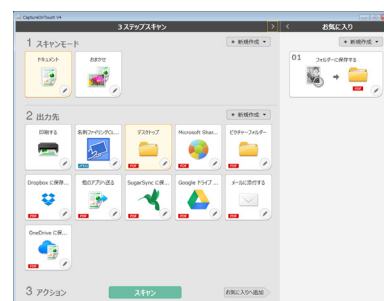 CaptureOnTouch V4
3 ステップスキャン
お気に入り
1 スキャンモード
+ 新規作成
ドキュメント
おまかせ
+ 新規作成
01
フォルダーに保存する
PDF
2 出力先
+ 新規作成
印刷する
名刺ファイリングCL...
デスクトップ
Microsoft Shar...
ピクチャーフォルダー
PDF
PDF
PDF
Dropbox に保存...
他のアプリへ送る
SugarSync に保...
Google ドライブ ...
メールに添付する
PDF
PDF
PDF
PDF
PDF
OneDrive に保...
PDF
3 アクション
スキャン
お気に入りへ追加